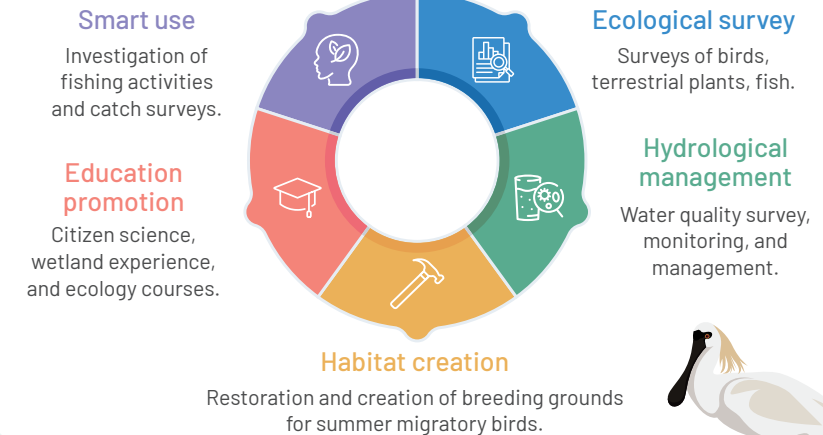 Smart use
Investigation of
fishing activities
and catch surveys.
Ecological survey
Surveys of birds,
terrestrial plants, fish.
Education
promotion
Citizen science,
wetland experience,
and ecology courses.
Hydrological
management
Water quality survey,
monitoring, and
management.
Habitat creation
Restoration and creation of breeding grounds
for summer migratory birds.